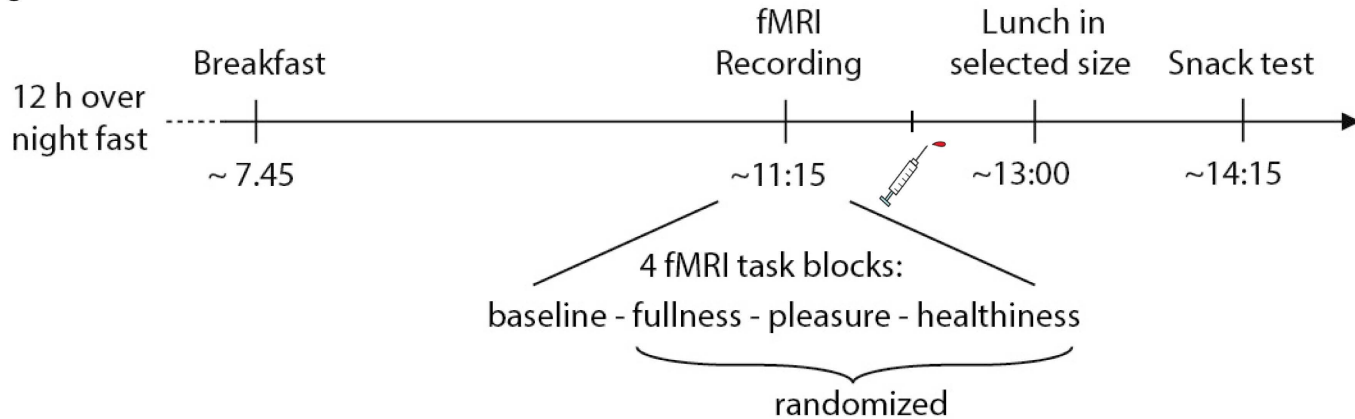 12 h over
night fast
Breakfast
~ 7.45
fMRI
Recording
~11:15
Lunch in
selected size
~13:00
Snack test
~14:15
4 fMRI task blocks:
baseline - fullness - pleasure - healthiness
randomized